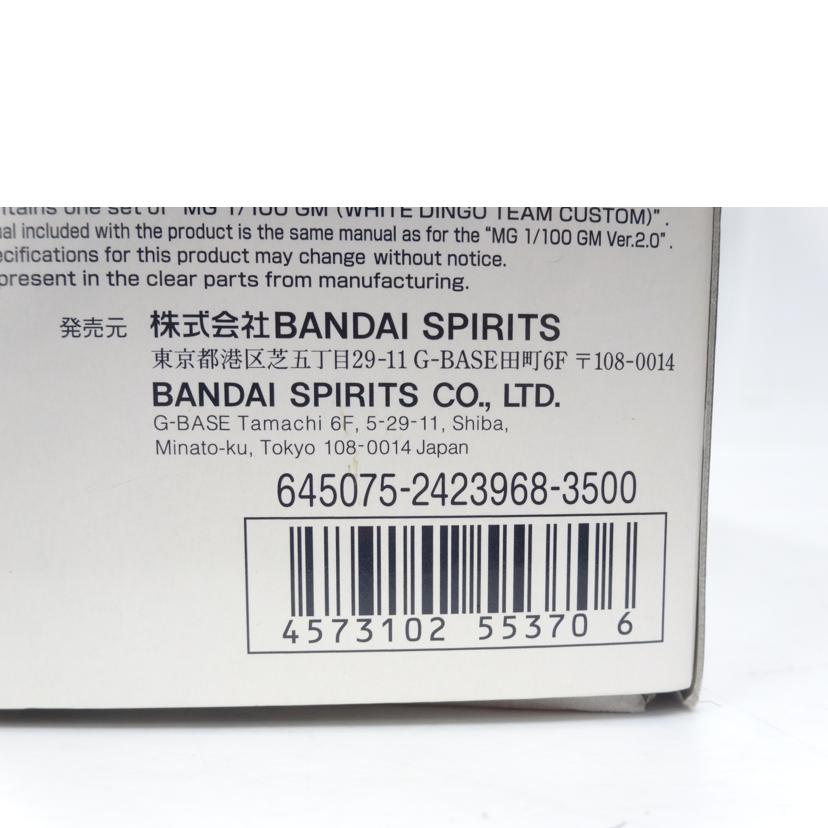 one set of "MG 1/100 GM (WHITE DINGO TEAM CUSTOM)".
included with the product is the same manual as for the "MG 1/100 GM Ver.2.0".
for this product may change without notice.
present in the clear parts from manufacturing.
発売元 株式会社BANDAI SPIRITS
東京都港区芝五丁目29-11 G-BASE田町6F 〒108-0014
BANDAI SPIRITS CO., LTD.
G-BASE Tamachi 6F, 5-29-11, Shiba,
Minato-ku, Tokyo 108-0014 Japan
645075-2423968-3500
4573102 55370 6